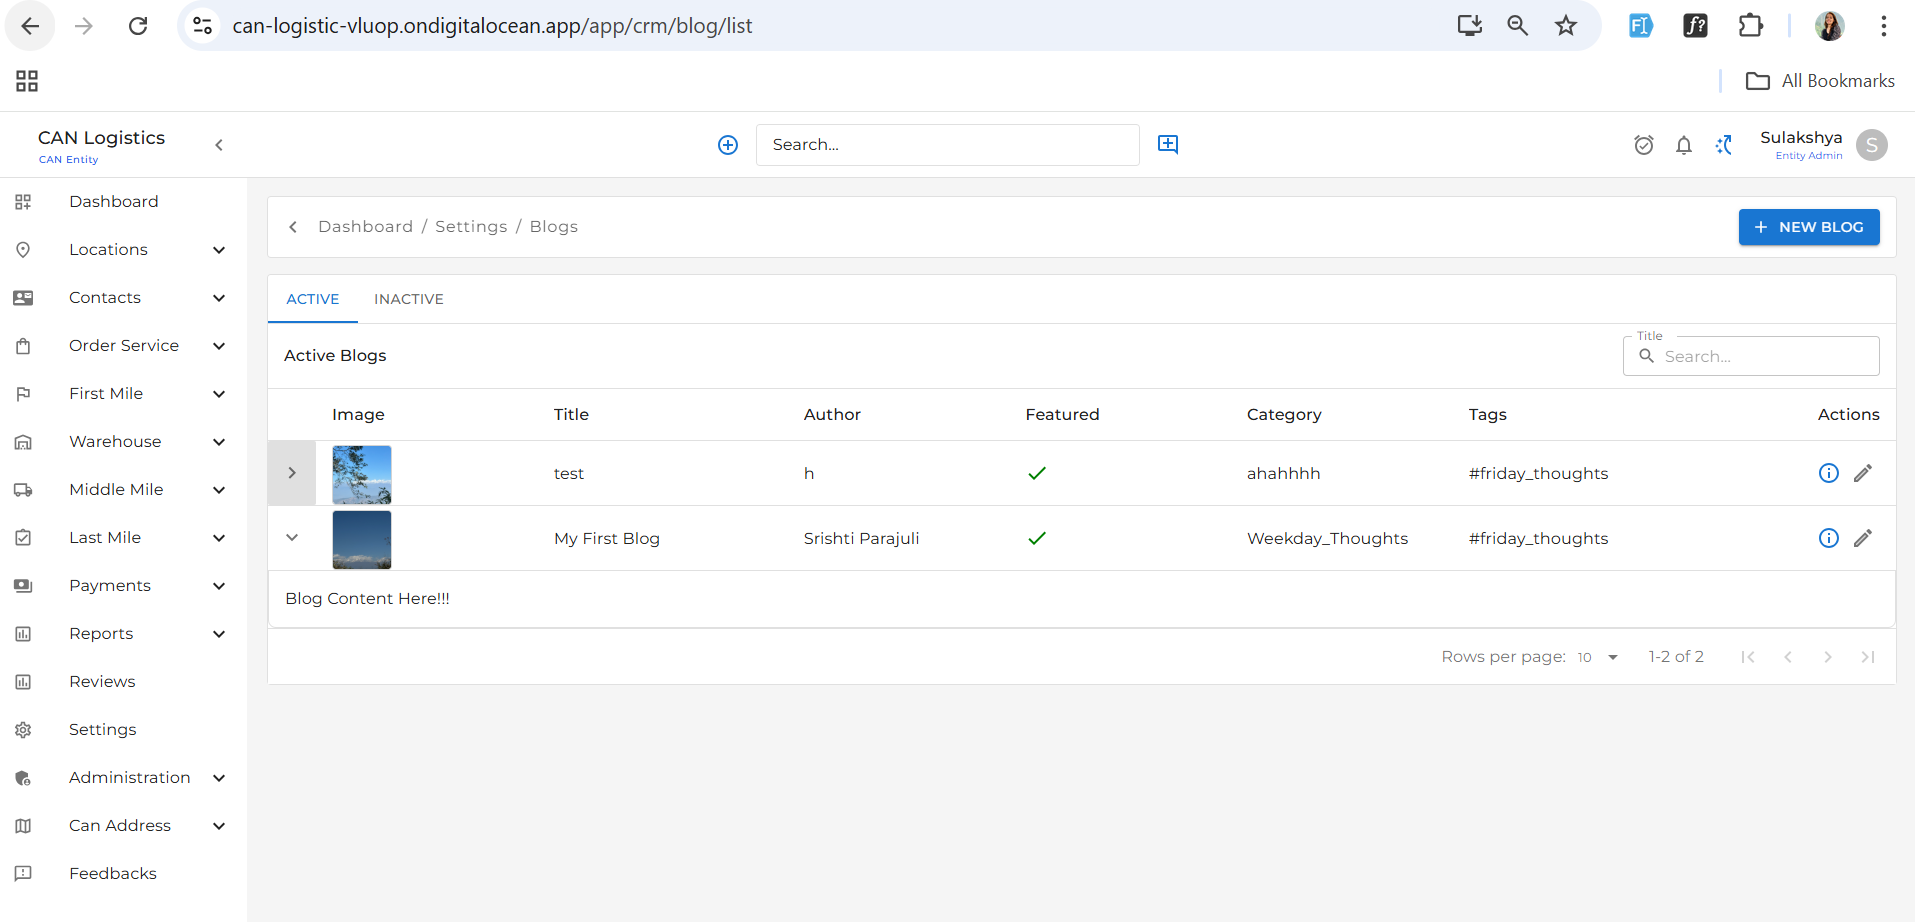 can-logistic-vluop.ondigitalocean.app/app/crm/blog/list
All Bookmarks
CAN Logistics
CAN Entity
Search...
Sulakshya
Entity Admin
S
Dashboard
Locations
Contacts
Order Service
First Mile
Warehouse
Middle Mile
Last Mile
Payments
Reports
Reviews
Settings
Administration
Can Address
Feedbacks
Dashboard / Settings / Blogs
+ NEW BLOG
ACTIVE INACTIVE
Active Blogs
Title
Search...
Image Title Author Featured Category Tags Actions
test h ahahhhh #friday_thoughts
My First Blog Srishti Parajuli Weekday_Thoughts #friday_thoughts
Blog Content Here!!!
Rows per page: 10 1-2 of 2